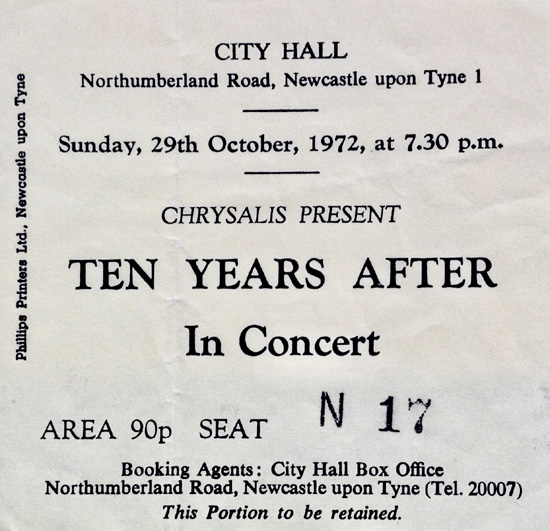 CITY HALL
Northumberland Road, Newcastle upon Tyne 1
Sunday, 29th October, 1972, at 7.30 p.m.
CHRYSALIS PRESENT
TEN YEARS AFTER
In Concert
AREA 90p SEAT N 17
Booking Agents: City Hall Box Office
Northumberland Road, Newcastle upon Tyne (Tel. 20007)
This Portion to be retained.
Phillips Printers Ltd., Newcastle upon Tyne